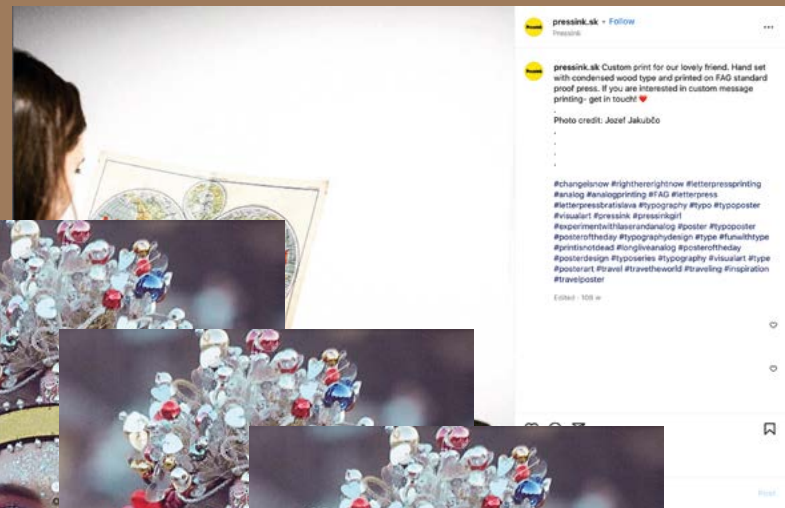 pressink.sk • Follow
Pressink
pressink.sk Custom print for our lovely friend. Hand set
with condensed wood type and printed on FAG standard
proof press. If you are interested in custom message
printing- get in touch! ❤️
.
Photo credit: Jozef Jakubčo
.
.
.
.
#changeisnow #righthererightnow #letterpressprinting
#analog #analogprinting #FAG #letterpress
#letterpressbratislava #typography #typo #typoposter
#visualart #pressink #pressinkgirl
#experimentwithlaserandanalog #poster #typoposter
#posteroftheday #typographydesign #type #funwithtype
#printisnotdead #longliveanalog #posteroftheday
#posterdesign #typoseries #typography #visualart #type
#posterart #travel #traveltheworld #traveling #inspiration
#travelposter
Edited · 109 w
Post